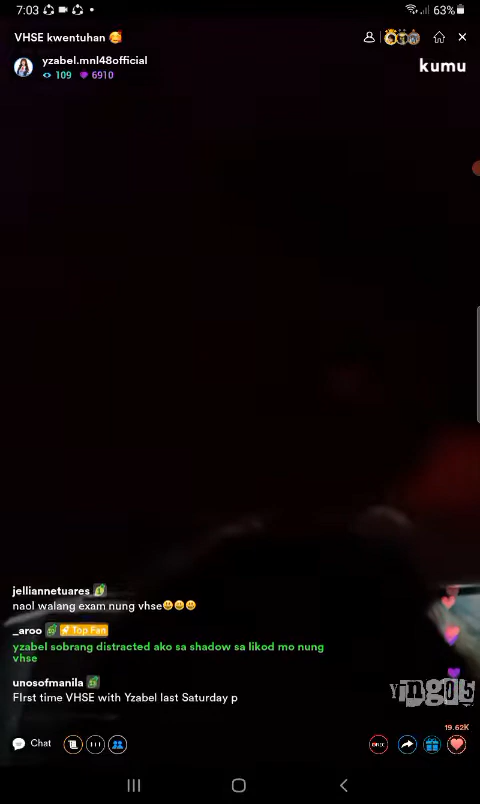 7:03
63%
VHSE kwentuhan 🥰
yzabel.mnl48official
109 6910
kumu
jelliannetuares
naol walang exam nung vhse😃😃😃
_aroo Top Fan
yzabel sobrang distracted ako sa shadow sa likod mo nung
vhse
unosofmanila
FIrst time VHSE with Yzabel last Saturday p
Yngo5
19.62K
Chat